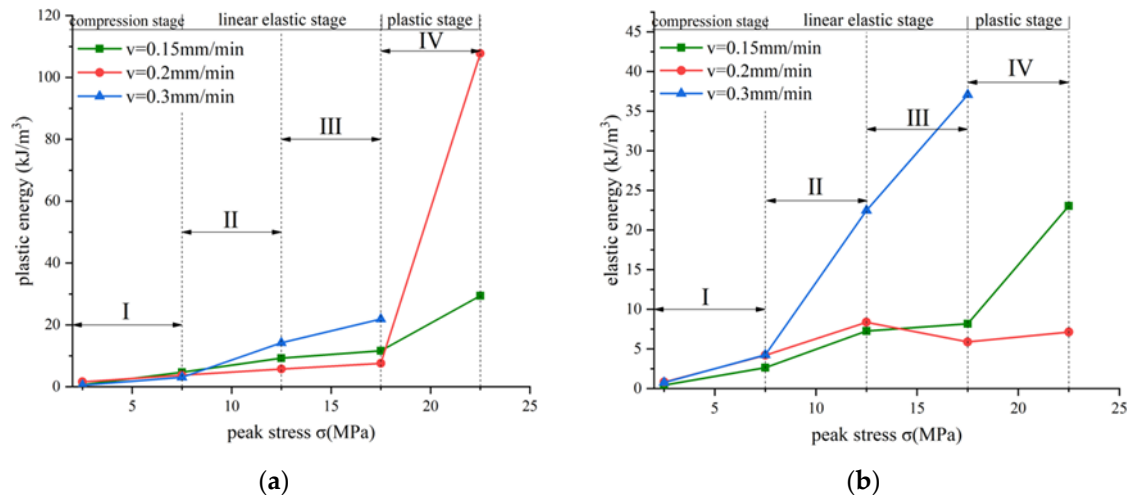 compression stage linear elastic stage plastic stage
v=0.15mm/min
v=0.2mm/min
v=0.3mm/min
I
II
III
IV
120
100
80
60
40
20
0
5 10 15 20 25
plastic energy (kJ/m³)
peak stress σ(MPa)
(a)
compression stage linear elastic stage plastic stage
v=0.15mm/min
v=0.2mm/min
v=0.3mm/min
I
II
III
IV
45
40
35
30
25
20
15
10
5
0
5 10 15 20 25
elastic energy (kJ/m³)
peak stress σ(MPa)
(b)